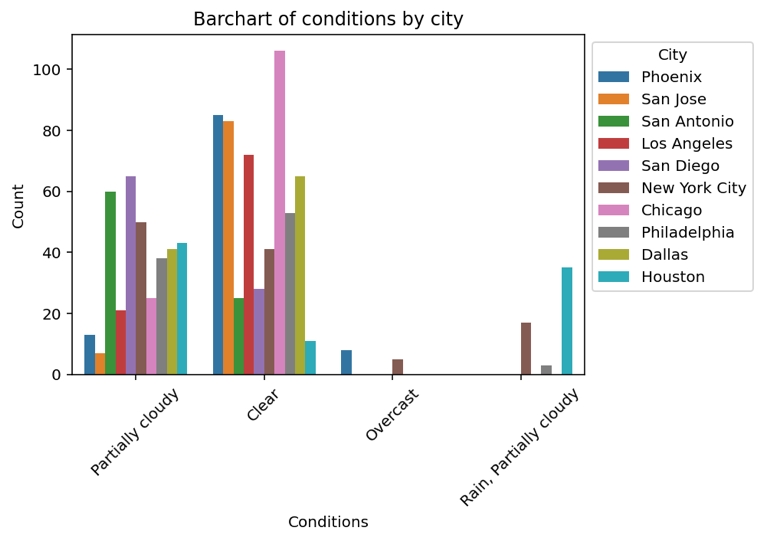 Barchart of conditions by city
City
Phoenix
San Jose
San Antonio
Los Angeles
San Diego
New York City
Chicago
Philadelphia
Dallas
Houston
Count
100
80
60
40
20
0
Partially cloudy
Clear
Overcast
Rain, Partially cloudy
Conditions